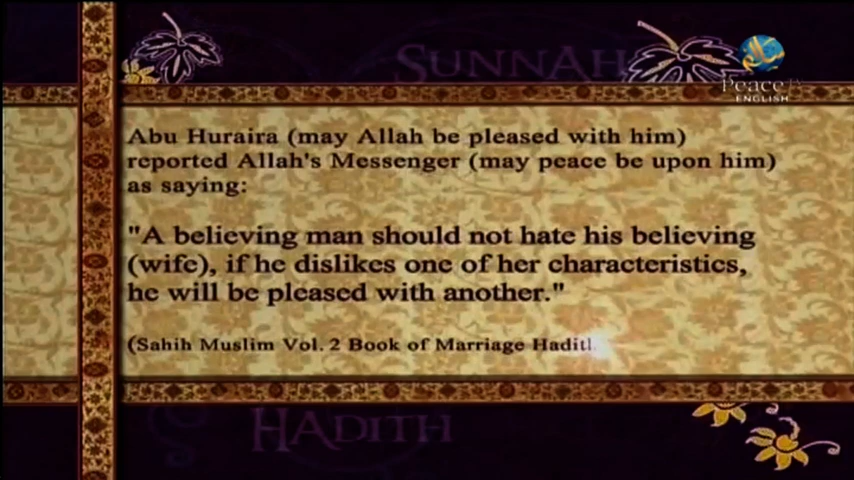 SUNNAH
Peace TV
ENGLISH
Abu Huraira (may Allah be pleased with him)
reported Allah's Messenger (may peace be upon him)
as saying:
"A believing man should not hate his believing
(wife), if he dislikes one of her characteristics,
he will be pleased with another."
(Sahih Muslim Vol. 2 Book of Marriage
HADITH